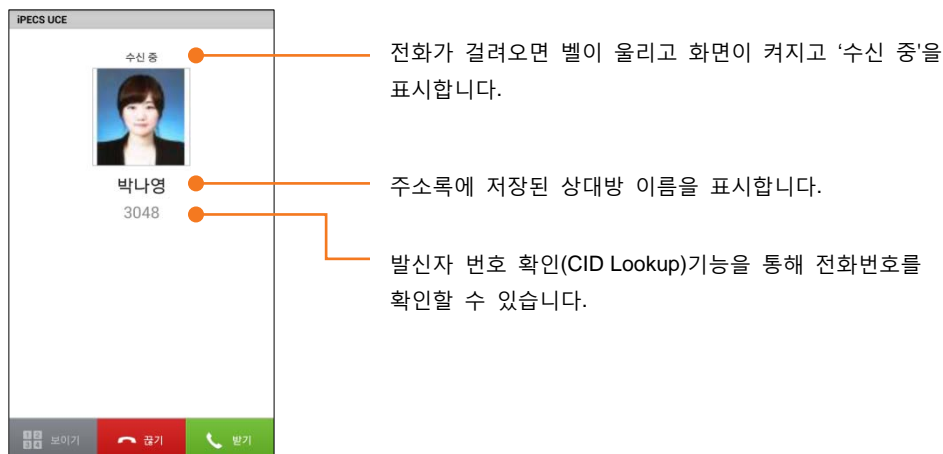 iPECS UCE
수신 중
전화가 걸려오면 벨이 울리고 화면이 켜지고 ‘수신 중’을
표시합니다.
박나영
주소록에 저장된 상대방 이름을 표시합니다.
3048
발신자 번호 확인(CID Lookup)기능을 통해 전화번호를
확인할 수 있습니다.
1 2
3 4
보이기
끊기
받기